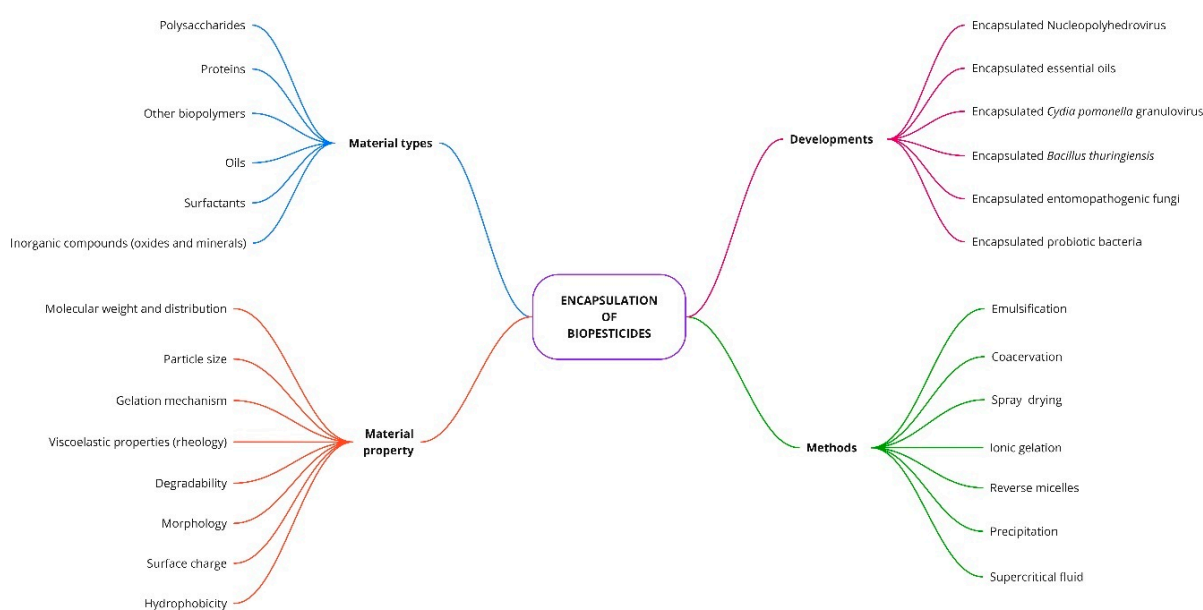 Polysaccharides
Proteins
Other biopolymers
Oils
Surfactants
Inorganic compounds (oxides and minerals)
Material types
Molecular weight and distribution
Particle size
Gelation mechanism
Viscoelastic properties (rheology)
Degradability
Morphology
Surface charge
Hydrophobicity
Material
property
ENCAPSULATION
OF
BIOPESTICIDES
Developments
Encapsulated Nucleopolyhedrovirus
Encapsulated essential oils
Encapsulated Cydia pomonella granulovirus
Encapsulated Bacillus thuringiensis
Encapsulated entomopathogenic fungi
Encapsulated probiotic bacteria
Methods
Emulsification
Coacervation
Spray drying
Ionic gelation
Reverse micelles
Precipitation
Supercritical fluid